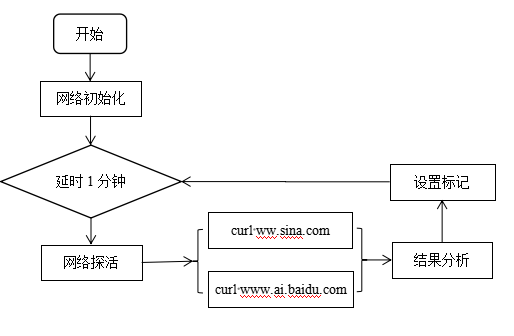 开始
网络初始化
延时1分钟
设置标记
curl ww.sina.com
网络探活
结果分析
curl www.ai.baidu.com